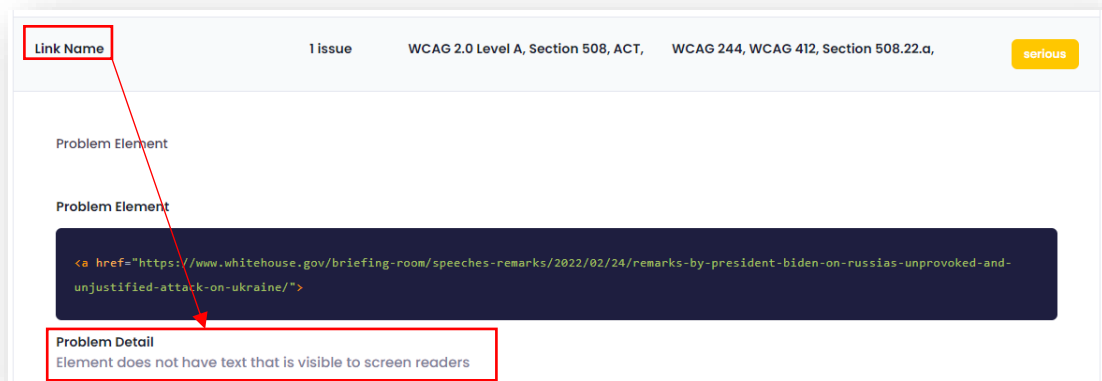 Link Name 1 issue WCAG 2.0 Level A, Section 508, ACT, WCAG 244, WCAG 412, Section 508.22.a, serious
Problem Element
Problem Element
<a href="https://www.whitehouse.gov/briefing-room/speeches-remarks/2022/02/24/remarks-by-president-biden-on-russias-unprovoked-and-
unjustified-attack-on-ukraine/">
Problem Detail
Element does not have text that is visible to screen readers